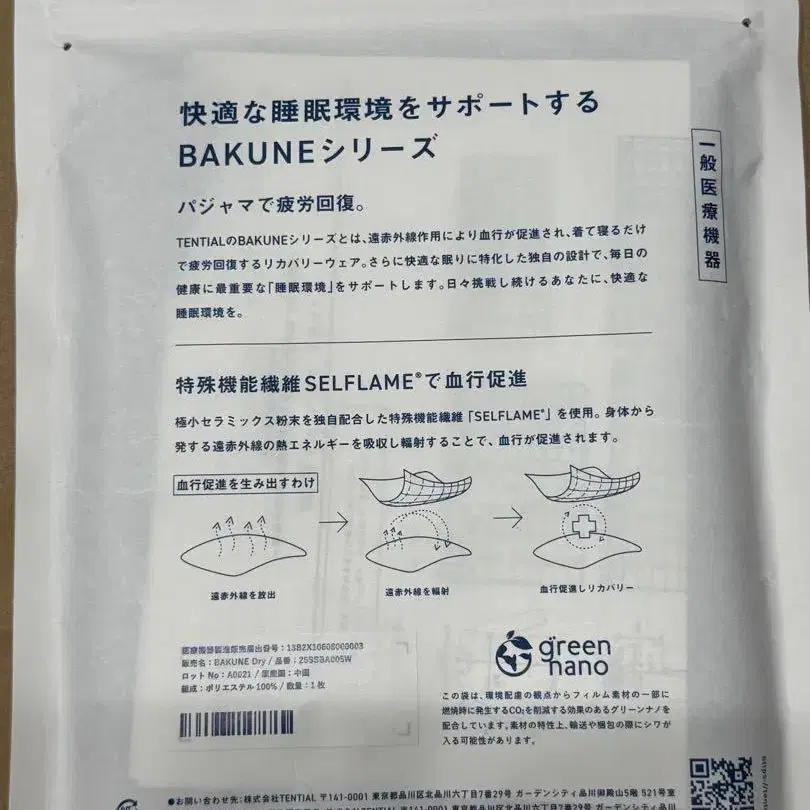 快適な睡眠環境をサポートする
BAKUNEシリーズ
一般医療機器
パジャマで疲労回復。
TENTIALのBAKUNEシリーズとは、遠赤外線作用により血行が促進され、着て寝るだけ
で疲労回復するリカバリーウェア。さらに快適な眠りに特化した独自の設計で、毎日の
健康に最重要な「睡眠環境」をサポートします。日々挑戦し続けるあなたに、快適な
睡眠環境を。
特殊機能繊維SELFLAME®で血行促進
極小セラミックス粉末を独自配合した特殊機能繊維「SELFLAME®」を使用。身体から
発する遠赤外線の熱エネルギーを吸収し輻射することで、血行が促進されます。
血行促進を生み出すわけ
遠赤外線を放出
遠赤外線を輻射
血行促進しリカバリー
医療機器製造販売届出番号：13B2X10608000003
販売名：BAKUNE Dry / 品番：25SSBA005W
ロットNo：A0021 / 原産国：中国
組成：ポリエステル100% / 数量：1枚
green
nano
この袋は、環境配慮の観点からフィルム素材の一部に
燃焼時に発生するCO₂を削減する効果のあるグリーンナノを
配合しています。素材の特性上、輸送や梱包の際にシワが
入る可能性があります。
●お問い合わせ先：株式会社TENTIAL 〒141-0001 東京都品川区北品川六丁目7番29号 ガーデンシティ品川御殿山5階 521号室